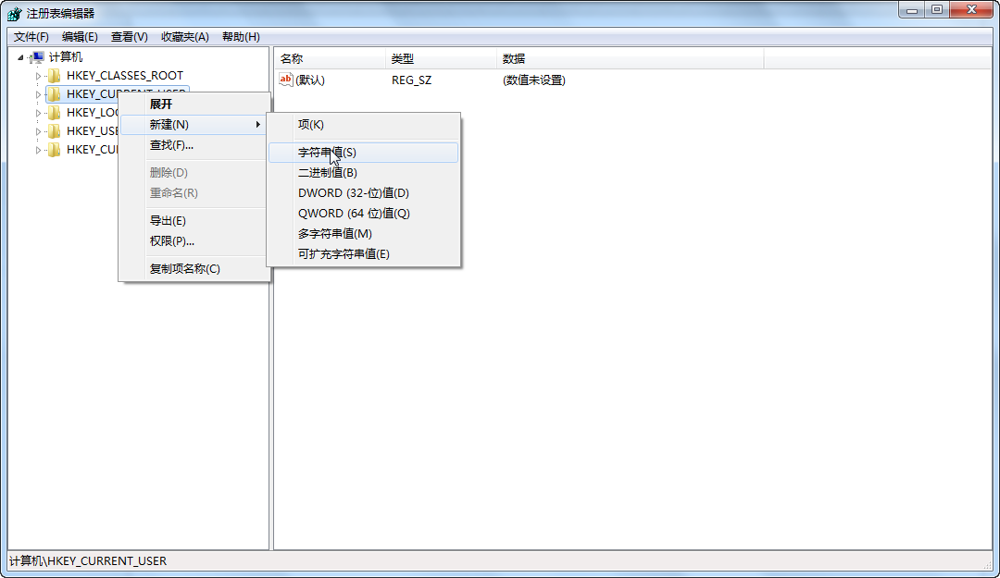 注册表编辑器
文件(F) 编辑(E) 查看(V) 收藏夹(A) 帮助(H)
计算机
HKEY_CLASSES_ROOT
HKEY_CURRENT_USER
HKEY_LOC
HKEY_USE
HKEY_CUR
名称 类型 数据
ab (默认) REG_SZ (数值未设置)
展开
新建(N)
查找(F)...
删除(D)
重命名(R)
导出(E)
权限(P)...
复制项名称(C)
项(K)
字符串值(S)
二进制值(B)
DWORD (32-位)值(D)
QWORD (64 位)值(Q)
多字符串值(M)
可扩充字符串值(E)
计算机\HKEY_CURRENT_USER